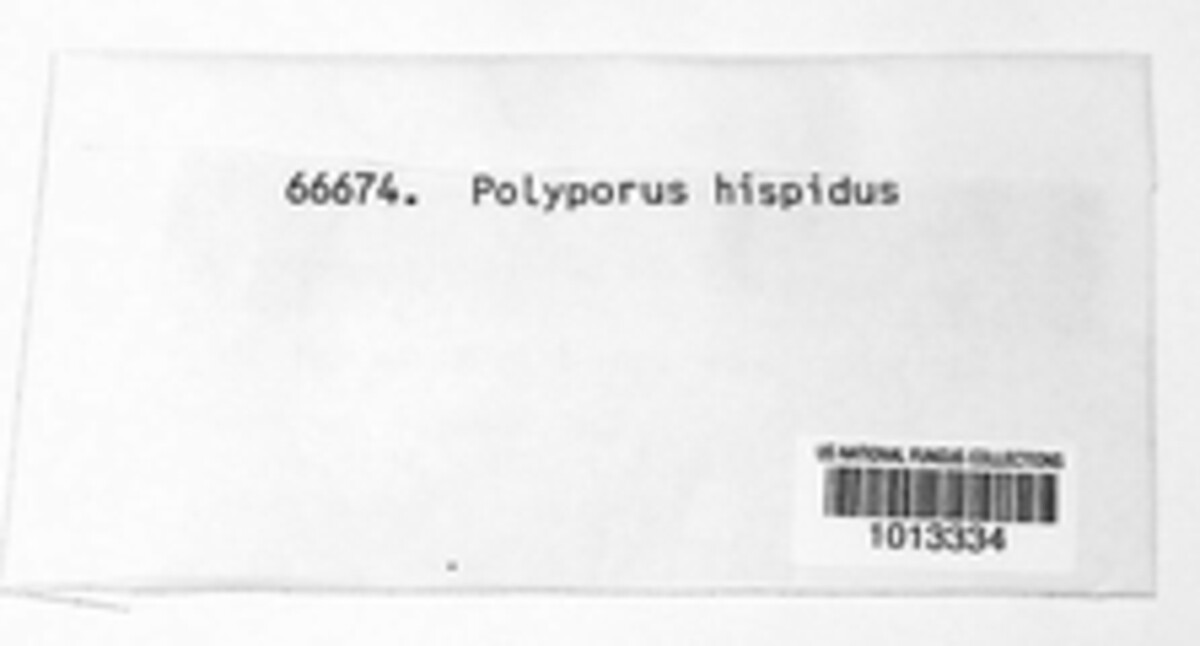 66674. Polyporus hispidus
US NATIONAL FUNGUS COLLECTIONS
1013334